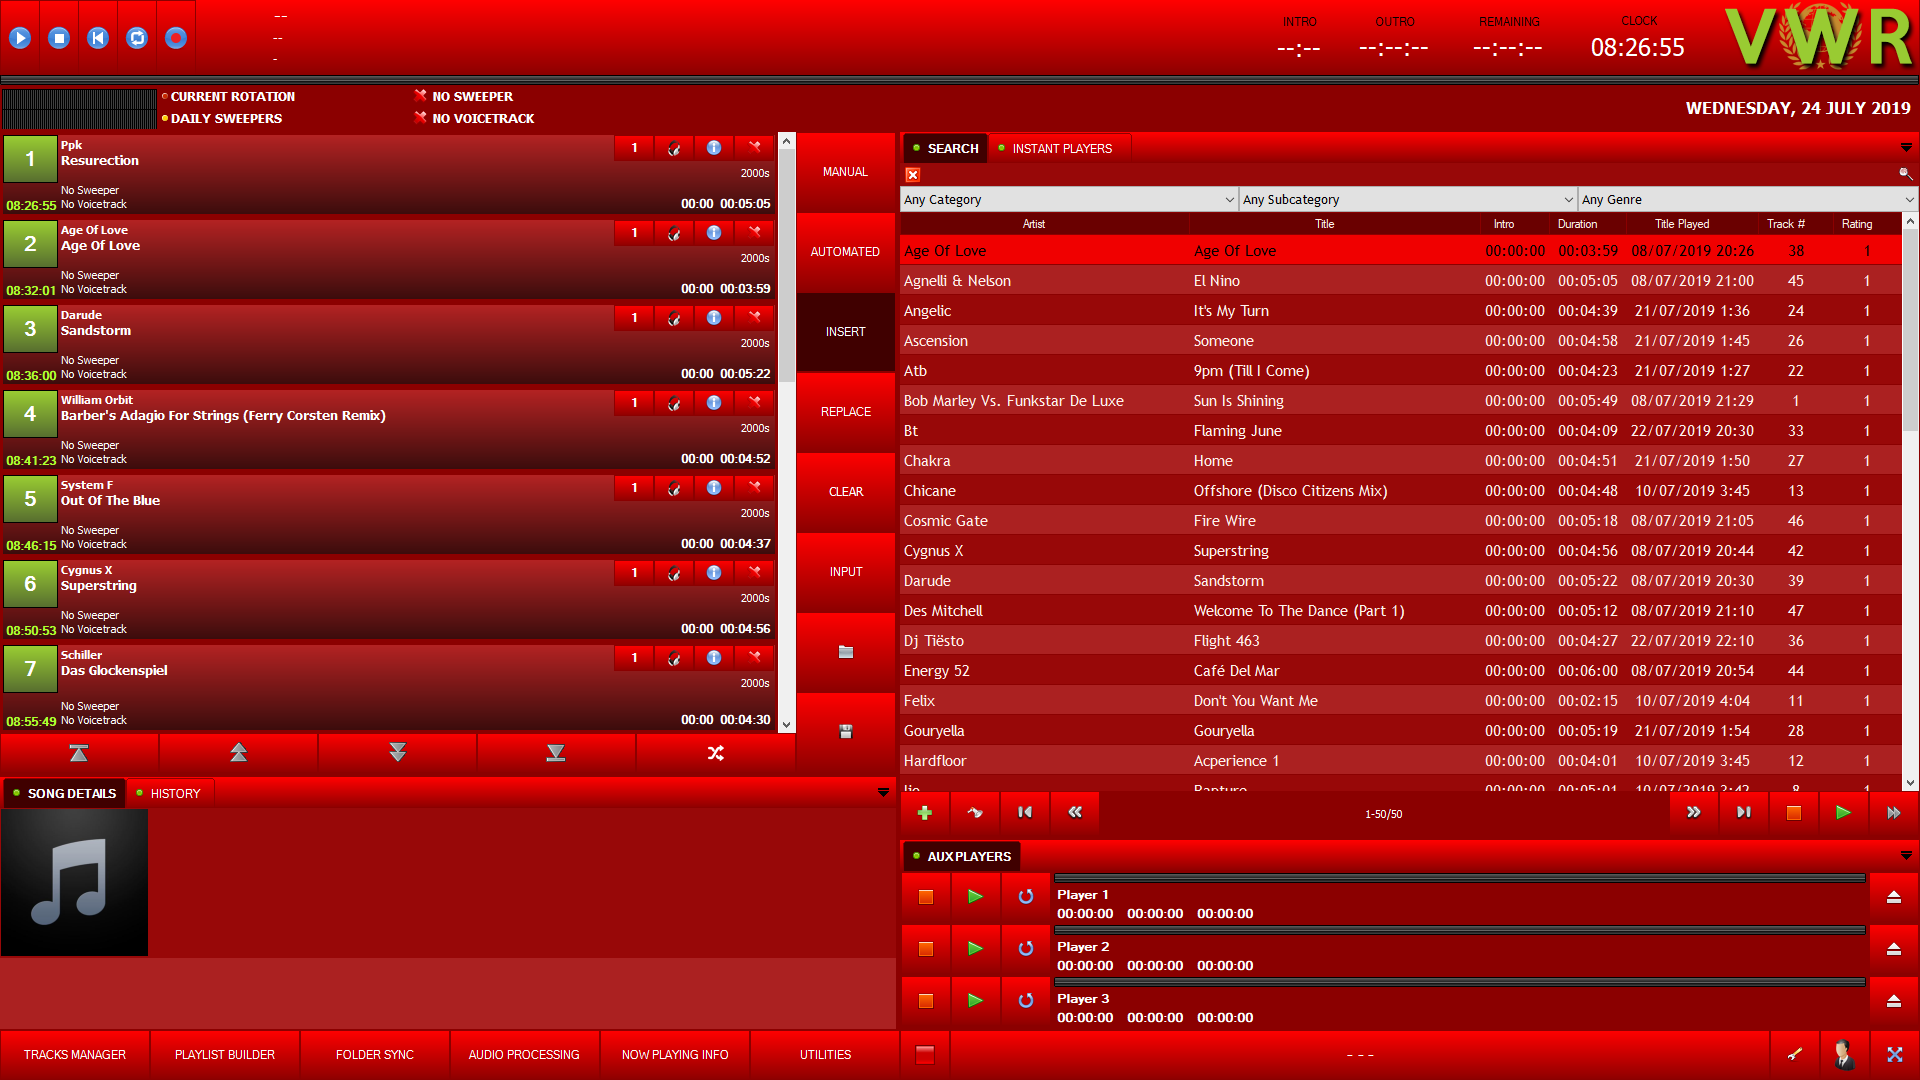 --
--
-
INTRO
--:--
OUTRO
--:--:--
REMAINING
--:--:--
CLOCK
08:26:55
VWR
CURRENT ROTATION
NO SWEEPER
DAILY SWEEPERS
NO VOICETRACK
WEDNESDAY, 24 JULY 2019
1
Ppk
Resurection
1
2000s
No Sweeper
08:26:55 No Voicetrack 00:00 00:05:05
2
Age Of Love
Age Of Love
1
2000s
No Sweeper
08:32:01 No Voicetrack 00:00 00:03:59
3
Darude
Sandstorm
1
2000s
No Sweeper
08:36:00 No Voicetrack 00:00 00:05:22
4
William Orbit
Barber's Adagio For Strings (Ferry Corsten Remix)
1
2000s
No Sweeper
08:41:23 No Voicetrack 00:00 00:04:52
5
System F
Out Of The Blue
1
2000s
No Sweeper
08:46:15 No Voicetrack 00:00 00:04:37
6
Cygnus X
Superstring
1
2000s
No Sweeper
08:50:53 No Voicetrack 00:00 00:04:56
7
Schiller
Das Glockenspiel
1
2000s
No Sweeper
08:55:49 No Voicetrack 00:00 00:04:30
MANUAL
AUTOMATED
INSERT
REPLACE
CLEAR
INPUT
SEARCH INSTANT PLAYERS
Any Category Any Subcategory Any Genre
Artist Title Intro Duration Title Played Track # Rating
Age Of Love Age Of Love 00:00:00 00:03:59 08/07/2019 20:26 38 1
Agnelli & Nelson El Nino 00:00:00 00:05:05 08/07/2019 21:00 45 1
Angelic It's My Turn 00:00:00 00:04:39 21/07/2019 1:36 24 1
Ascension Someone 00:00:00 00:04:58 21/07/2019 1:45 26 1
Atb 9pm (Till I Come) 00:00:00 00:04:23 21/07/2019 1:27 22 1
Bob Marley Vs. Funkstar De Luxe Sun Is Shining 00:00:00 00:05:49 08/07/2019 21:29 1 1
Bt Flaming June 00:00:00 00:04:09 22/07/2019 20:30 33 1
Chakra Home 00:00:00 00:04:51 21/07/2019 1:50 27 1
Chicane Offshore (Disco Citizens Mix) 00:00:00 00:04:48 10/07/2019 3:45 13 1
Cosmic Gate Fire Wire 00:00:00 00:05:18 08/07/2019 21:05 46 1
Cygnus X Superstring 00:00:00 00:04:56 08/07/2019 20:44 42 1
Darude Sandstorm 00:00:00 00:05:22 08/07/2019 20:30 39 1
Des Mitchell Welcome To The Dance (Part 1) 00:00:00 00:05:12 08/07/2019 21:10 47 1
Dj Tiësto Flight 463 00:00:00 00:04:27 22/07/2019 22:10 36 1
Energy 52 Café Del Mar 00:00:00 00:06:00 08/07/2019 20:54 44 1
Felix Don't You Want Me 00:00:00 00:02:15 10/07/2019 4:04 11 1
Gouryella Gouryella 00:00:00 00:05:19 21/07/2019 1:54 28 1
Hardfloor Acperience 1 00:00:00 00:04:01 10/07/2019 3:45 12 1
Iio Rapture 00:00:00 00:05:01 10/07/2019 3:42 8 1
1-50/50
SONG DETAILS HISTORY
AUX PLAYERS
Player 1
00:00:00 00:00:00 00:00:00
Player 2
00:00:00 00:00:00 00:00:00
Player 3
00:00:00 00:00:00 00:00:00
TRACKS MANAGER PLAYLIST BUILDER FOLDER SYNC AUDIO PROCESSING NOW PLAYING INFO UTILITIES - - -